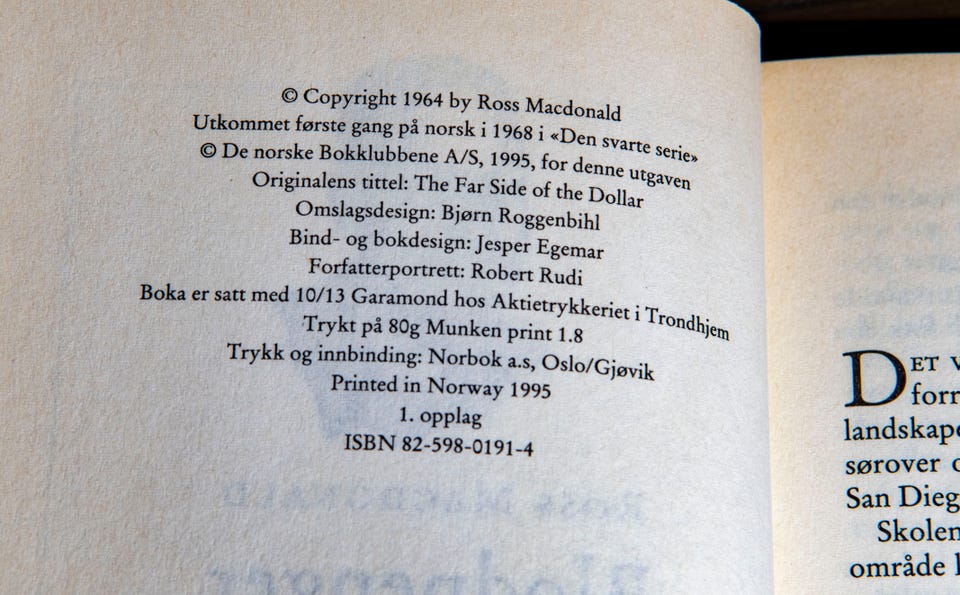 © Copyright 1964 by Ross Macdonald
Utkommet første gang på norsk i 1968 i «Den svarte serie»
© De norske Bokklubbene A/S, 1995, for denne utgaven
Originalens tittel: The Far Side of the Dollar
Omslagsdesign: Bjørn Roggenbihl
Bind- og bokdesign: Jesper Egemar
Forfatterportrett: Robert Rudi
Boka er satt med 10/13 Garamond hos Aktietrykkeriet i Trondhjem
Trykt på 80g Munken print 1.8
Trykk og innbinding: Norbok a.s, Oslo/Gjøvik
Printed in Norway 1995
1. opplag
ISBN 82-598-0191-4
ROSS MACDONALD
Blodpenger
DET v
forr
landskape
sørover o
San Dieg
Skolen
område l